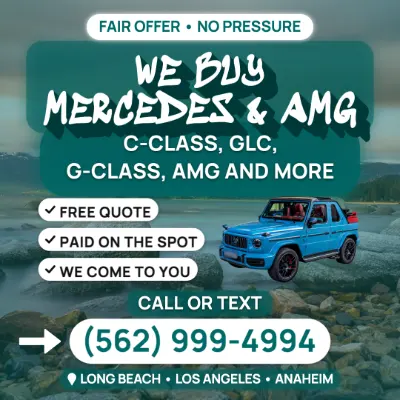 FAIR OFFER • NO PRESSURE
WE BUY
MERCEDES & AMG
C-CLASS, GLC,
G-CLASS, AMG AND MORE
FREE QUOTE
PAID ON THE SPOT
WE COME TO YOU
CALL OR TEXT
(562) 999-4994
LONG BEACH • LOS ANGELES • ANAHEIM